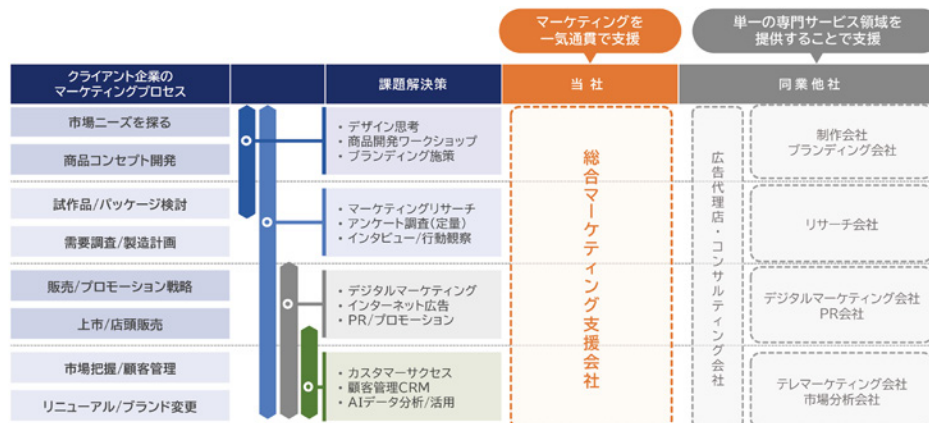 マーケティングを
一気通貫で支援
単一の専門サービス領域を
提供することで支援
クライアント企業の
マーケティングプロセス
課題解決策
当社
同業他社
市場ニーズを探る
商品コンセプト開発
試作品/パッケージ検討
需要調査/製造計画
販売/プロモーション戦略
上市/店頭販売
市場把握/顧客管理
リニューアル/ブランド変更
・デザイン思考
・商品開発ワークショップ
・ブランディング施策
・マーケティングリサーチ
・アンケート調査(定量)
・インタビュー/行動観察
・デジタルマーケティング
・インターネット広告
・PR/プロモーション
・カスタマーサクセス
・顧客管理CRM
・AIデータ分析/活用
総合マーケティング支援会社
広告代理店・コンサルティング会社
制作会社
ブランディング会社
リサーチ会社
デジタルマーケティング会社
PR会社
テレマーケティング会社
市場分析会社